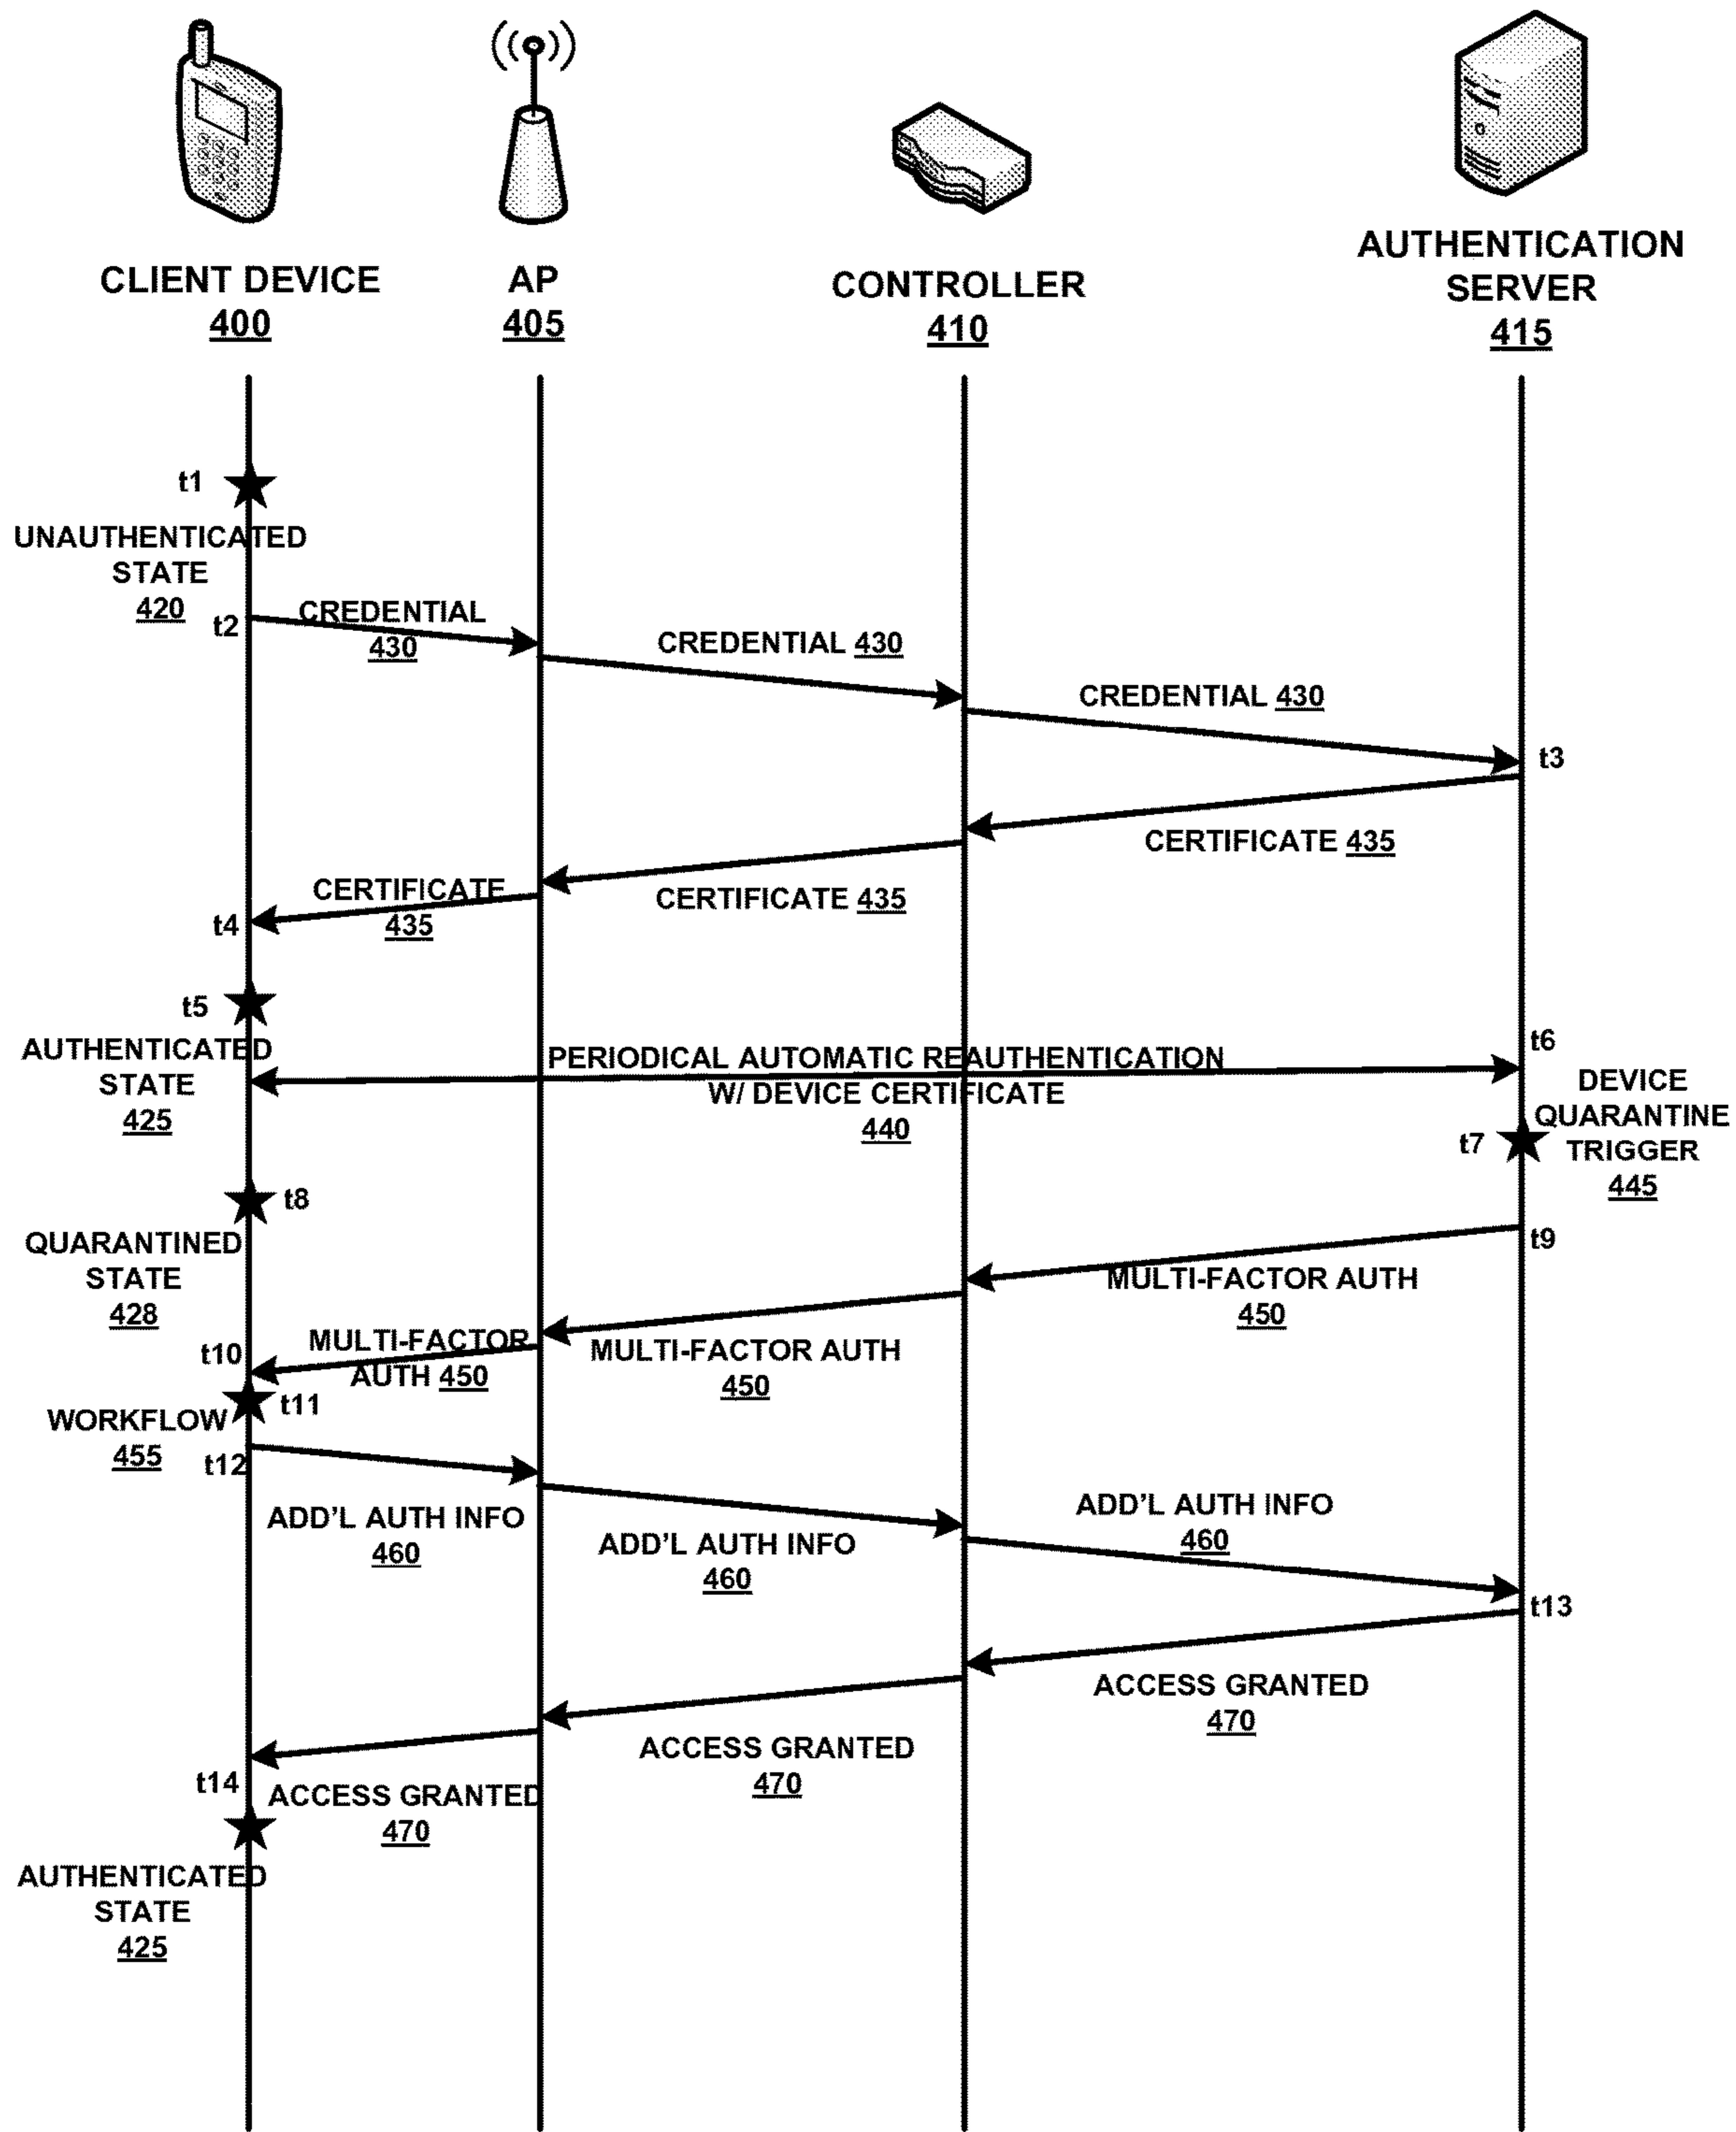 CLIENT DEVICE
400
AP
405
CONTROLLER
410
AUTHENTICATION
SERVER
415
t1
UNAUTHENTICATED
STATE
420
t2
CREDENTIAL
430
CREDENTIAL 430
CREDENTIAL 430
t3
CERTIFICATE 435
CERTIFICATE 435
CERTIFICATE
435
t4
t5
AUTHENTICATED
STATE
425
PERIODICAL AUTOMATIC REAUTHENTICATION
W/ DEVICE CERTIFICATE
440
t6
DEVICE
QUARANTINE
TRIGGER
445
t7
t8
QUARANTINED
STATE
428
t9
MULTI-FACTOR AUTH
450
MULTI-FACTOR AUTH
450
MULTI-FACTOR
AUTH 450
t10
t11
WORKFLOW
455
t12
ADD'L AUTH INFO
460
ADD'L AUTH INFO
460
ADD'L AUTH INFO
460
t13
ACCESS GRANTED
470
ACCESS GRANTED
470
ACCESS GRANTED
470
t14
AUTHENTICATED
STATE
425